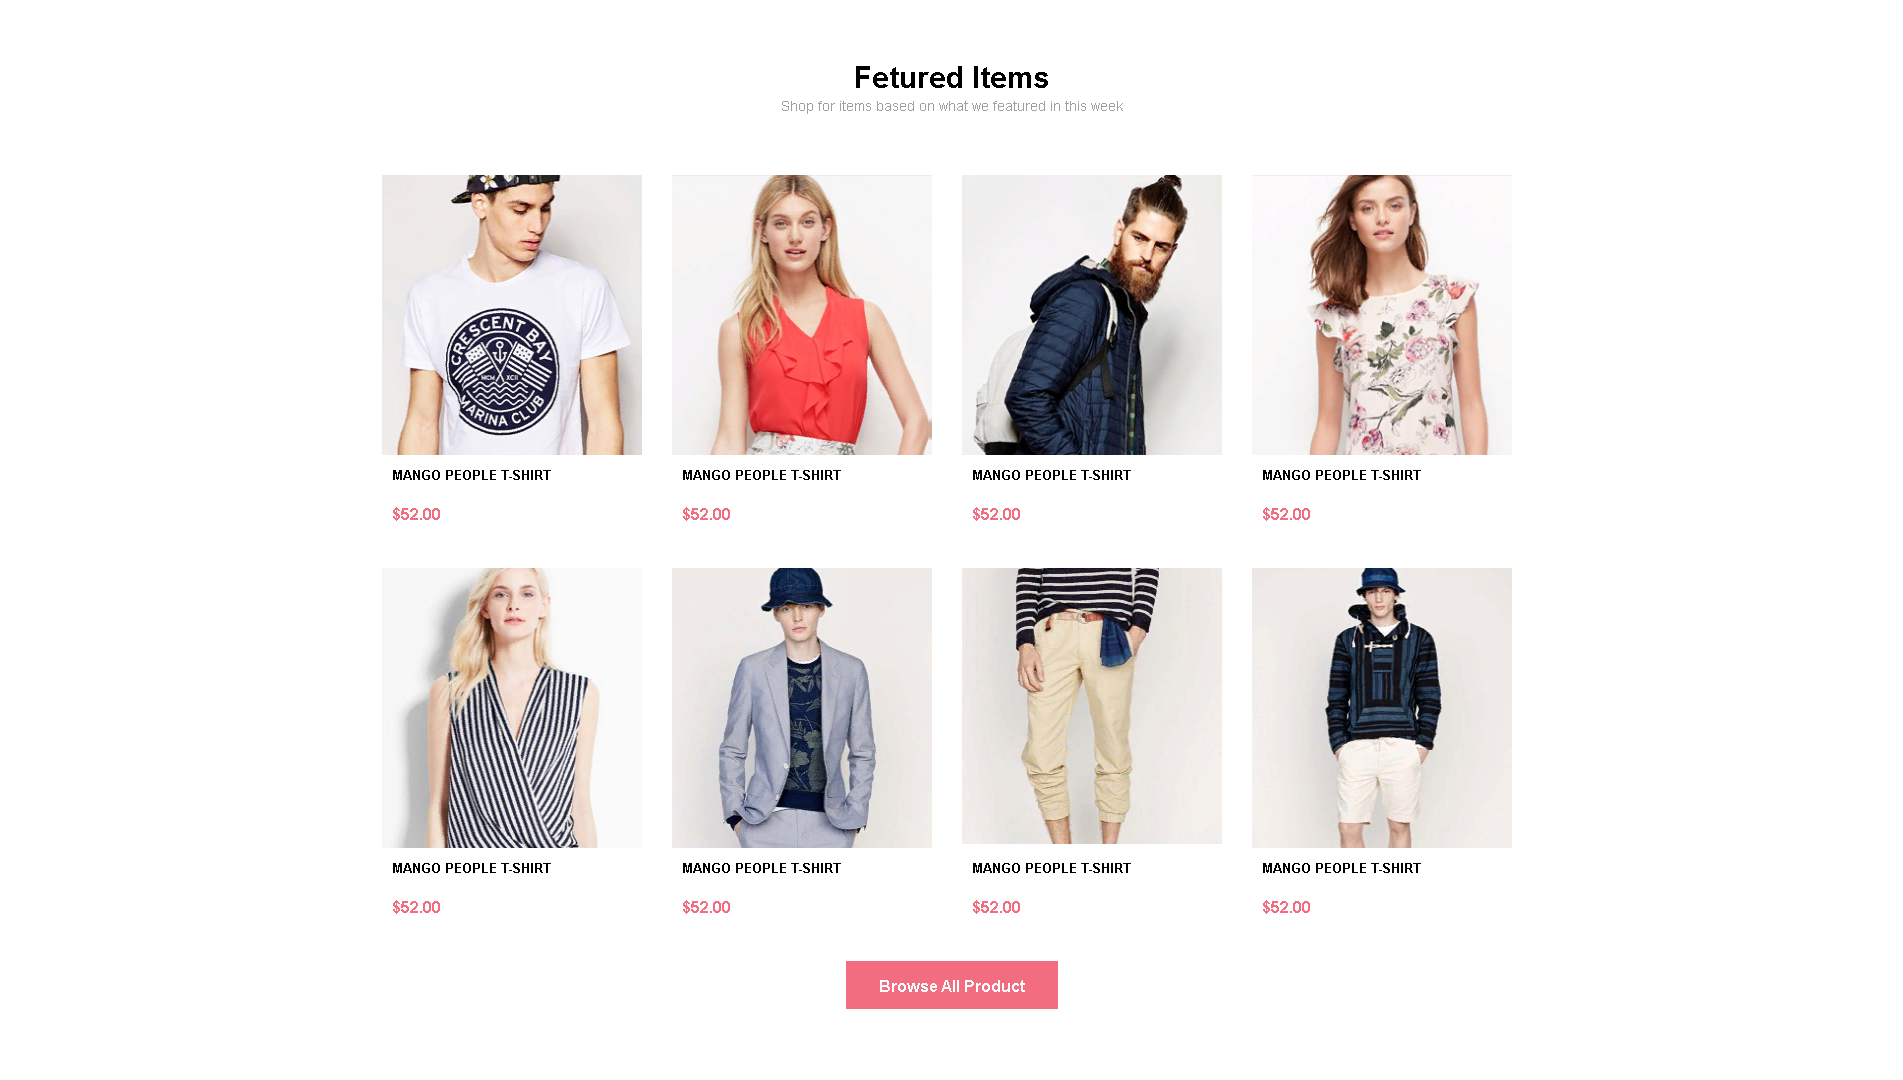 Fetured Items
Shop for items based on what we featured in this week
CRESCENT BAY
MCM XCII
MARINA CLUB
MANGO PEOPLE T-SHIRT
MANGO PEOPLE T-SHIRT
MANGO PEOPLE T-SHIRT
MANGO PEOPLE T-SHIRT
$52.00
$52.00
$52.00
$52.00
MANGO PEOPLE T-SHIRT
MANGO PEOPLE T-SHIRT
MANGO PEOPLE T-SHIRT
MANGO PEOPLE T-SHIRT
$52.00
$52.00
$52.00
$52.00
Browse All Product